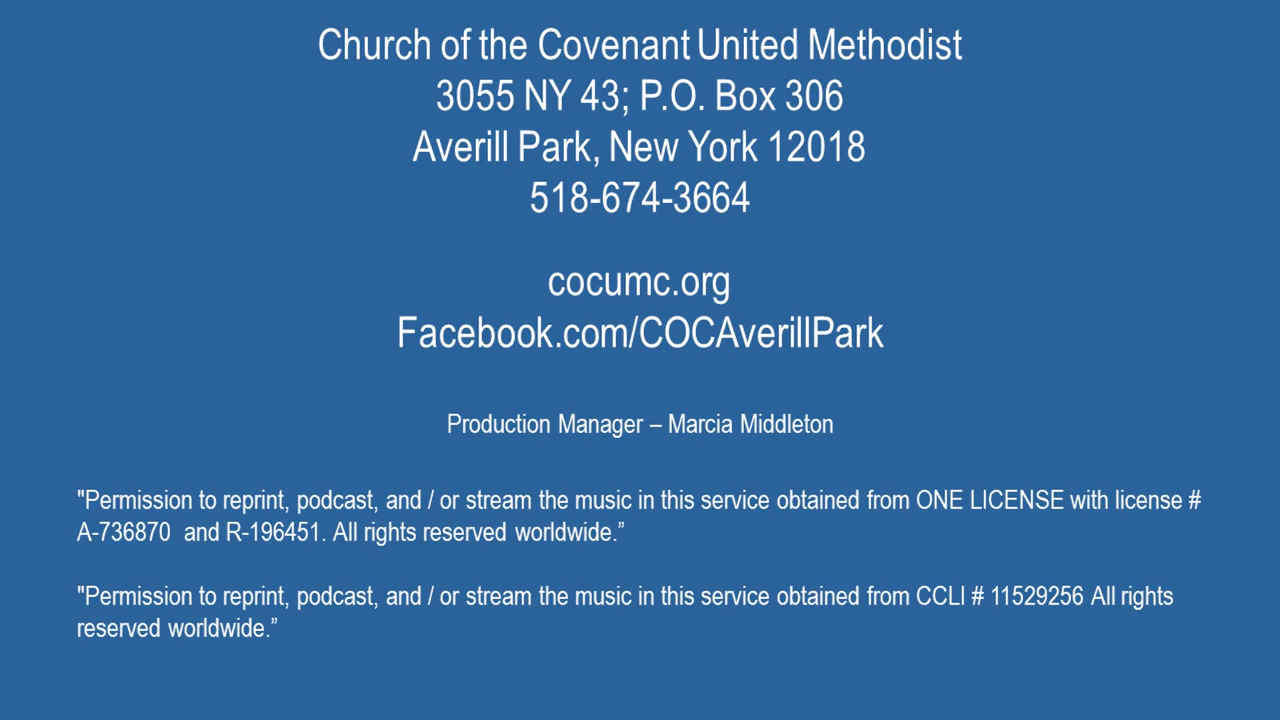 Church of the Covenant United Methodist
3055 NY 43; P.O. Box 306
Averill Park, New York 12018
518-674-3664
cocumc.org
Facebook.com/COCAverillPark
Production Manager – Marcia Middleton
"Permission to reprint, podcast, and / or stream the music in this service obtained from ONE LICENSE with license #
A-736870  and R-196451. All rights reserved worldwide.”
"Permission to reprint, podcast, and / or stream the music in this service obtained from CCLI # 11529256 All rights
reserved worldwide.”